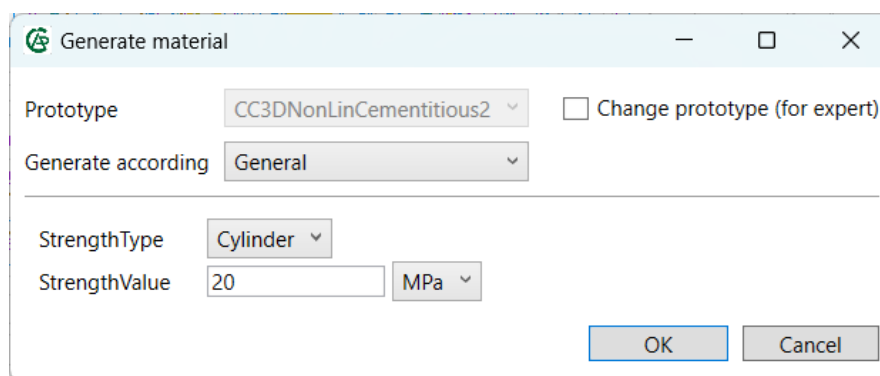 Generate material
Prototype CC3DNonLinCementitious2 Change prototype (for expert)
Generate according General
StrengthType Cylinder
StrengthValue 20 MPa
OK Cancel